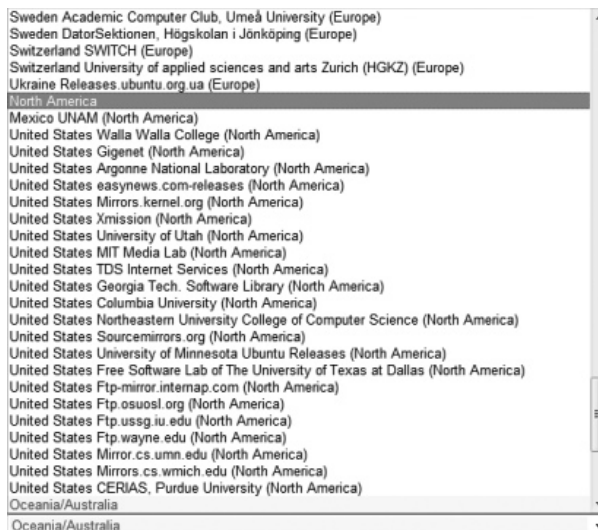 Sweden Academic Computer Club, Umeå University (Europe)
Sweden DatorSektionen, Högskolan i Jönköping (Europe)
Switzerland SWITCH (Europe)
Switzerland University of applied sciences and arts Zurich (HGKZ) (Europe)
Ukraine Releases.ubuntu.org.ua (Europe)
North America
Mexico UNAM (North America)
United States Walla Walla College (North America)
United States Gigenet (North America)
United States Argonne National Laboratory (North America)
United States easynews.com-releases (North America)
United States Mirrors.kernel.org (North America)
United States Xmission (North America)
United States University of Utah (North America)
United States MIT Media Lab (North America)
United States TDS Internet Services (North America)
United States Georgia Tech. Software Library (North America)
United States Columbia University (North America)
United States Northeastern University College of Computer Science (North America)
United States Sourcemirrors.org (North America)
United States University of Minnesota Ubuntu Releases (North America)
United States Free Software Lab of The University of Texas at Dallas (North America)
United States Ftp-mirror.internap.com (North America)
United States Ftp.osuosl.org (North America)
United States Ftp.ussg.iu.edu (North America)
United States Ftp.wayne.edu (North America)
United States Mirror.cs.umn.edu (North America)
United States Mirrors.cs.wmich.edu (North America)
United States CERIAS, Purdue University (North America)
Oceania/Australia
Oceania/Australia